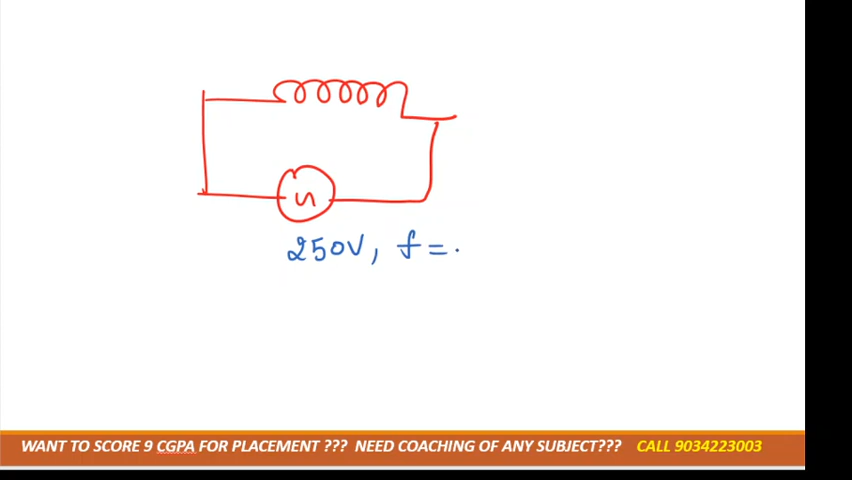 250V, f = .
WANT TO SCORE 9 CGPA FOR PLACEMENT ??? NEED COACHING OF ANY SUBJECT??? CALL 9034223003